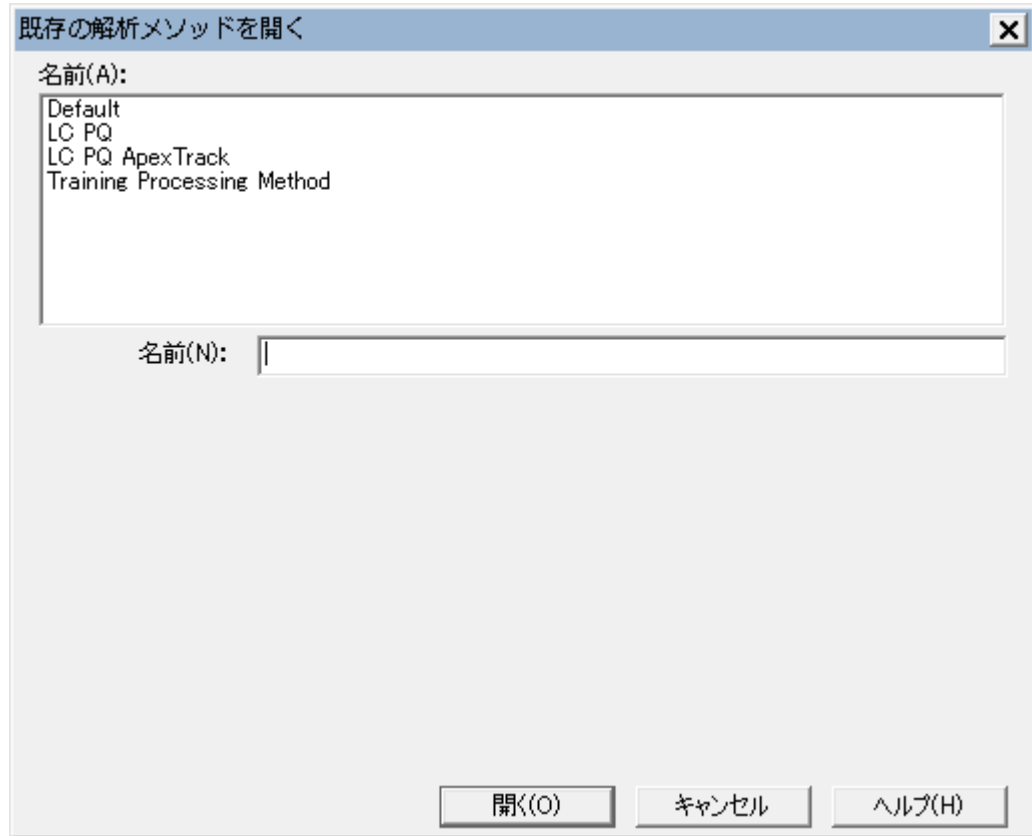 既存の解析メソッドを開く
名前(A):
Default
LC PQ
LC PQ ApexTrack
Training Processing Method
名前(N):
開く(O) キャンセル ヘルプ(H)